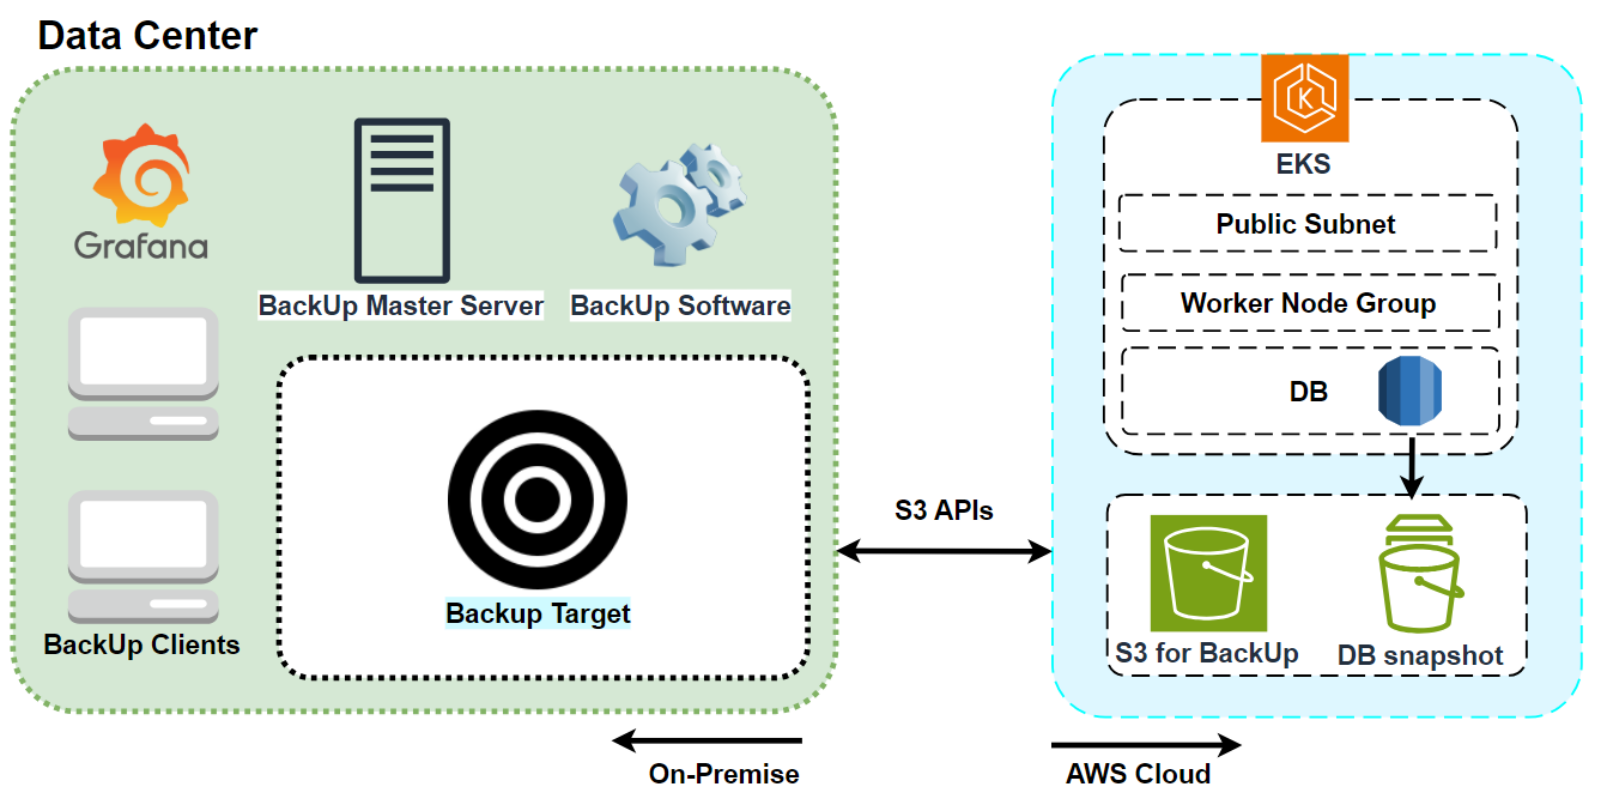 Data Center
Grafana
BackUp Master Server
BackUp Software
Backup Target
BackUp Clients
S3 APIs
K
EKS
Public Subnet
Worker Node Group
DB
S3 for BackUp
DB snapshot
On-Premise
AWS Cloud